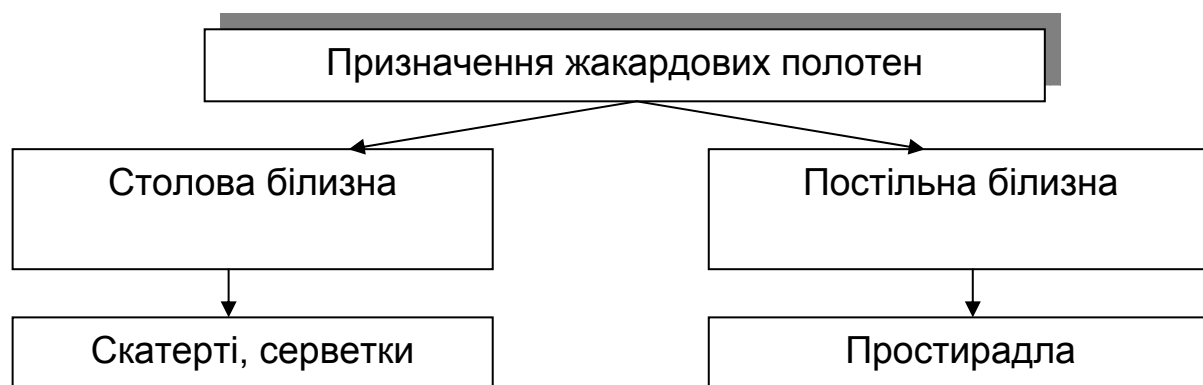 Призначення жакардових полотен
Столова білизна
Постільна білизна
Скатерті, серветки
Простирадла